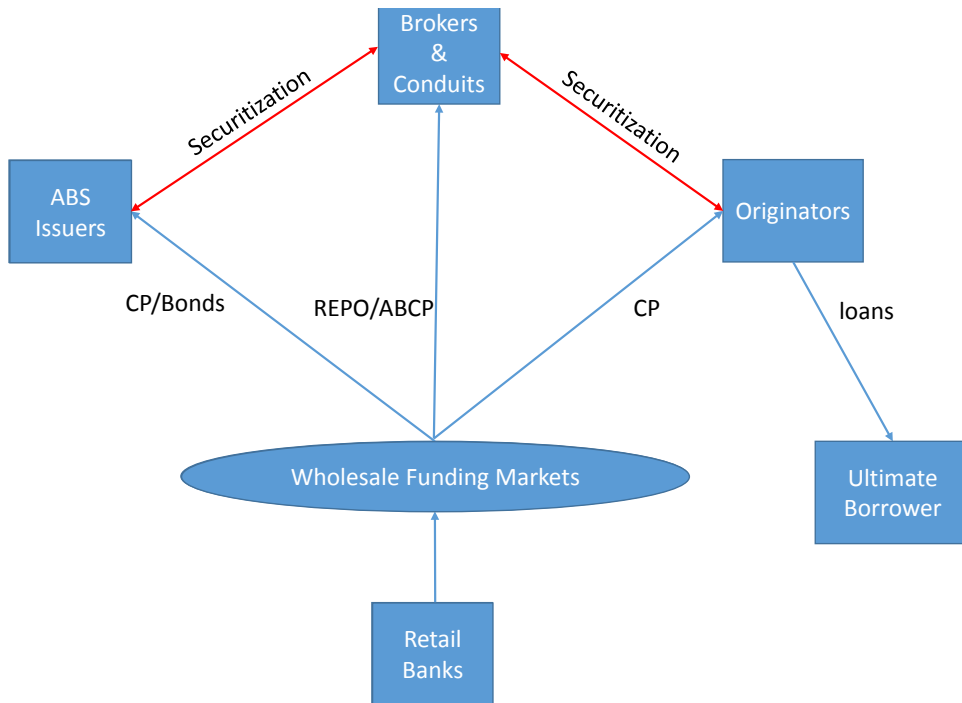 Brokers
&
Conduits
Securitization
Securitization
ABS
Issuers
Originators
CP/Bonds
REPO/ABCP
CP
loans
Wholesale Funding Markets
Ultimate
Borrower
Retail
Banks